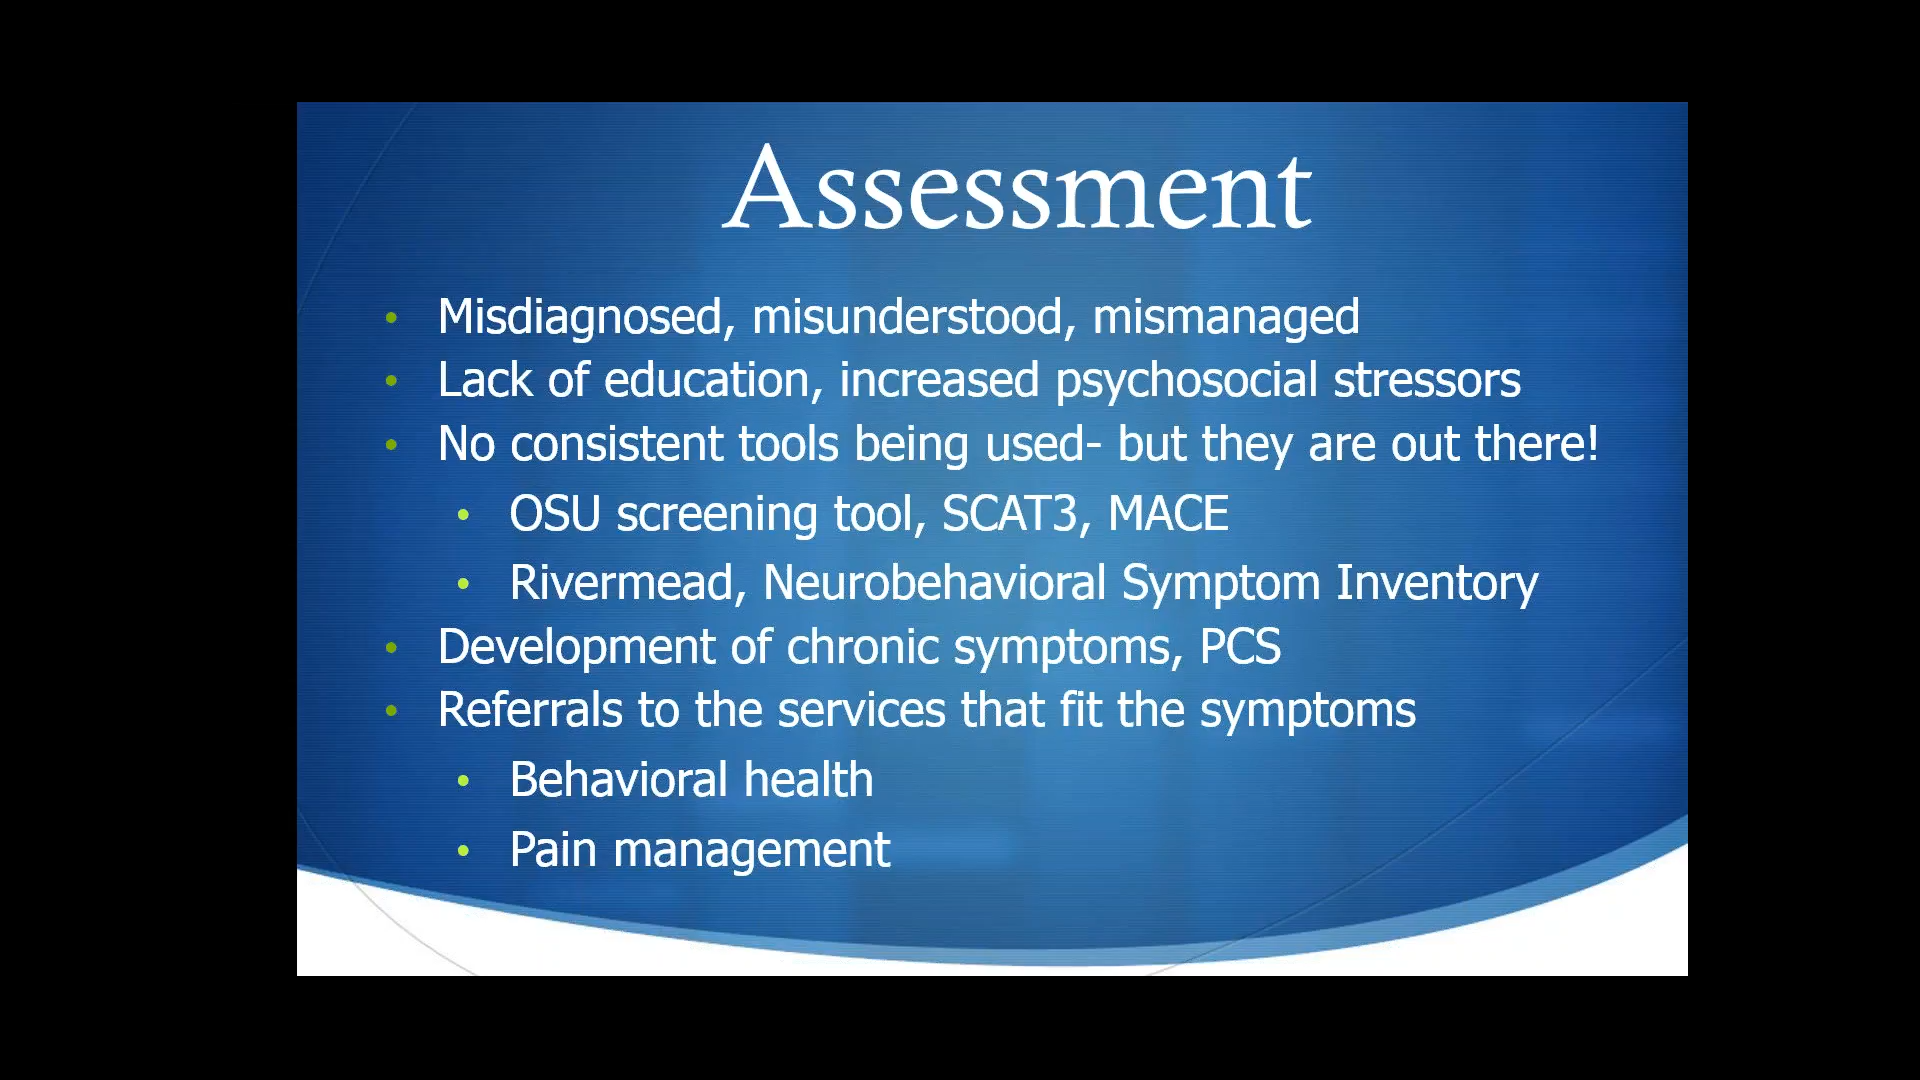 Assessment
Misdiagnosed, misunderstood, mismanaged
Lack of education, increased psychosocial stressors
No consistent tools being used- but they are out there!
OSU screening tool, SCAT3, MACE
Rivermead, Neurobehavioral Symptom Inventory
Development of chronic symptoms, PCS
Referrals to the services that fit the symptoms
Behavioral health
Pain management